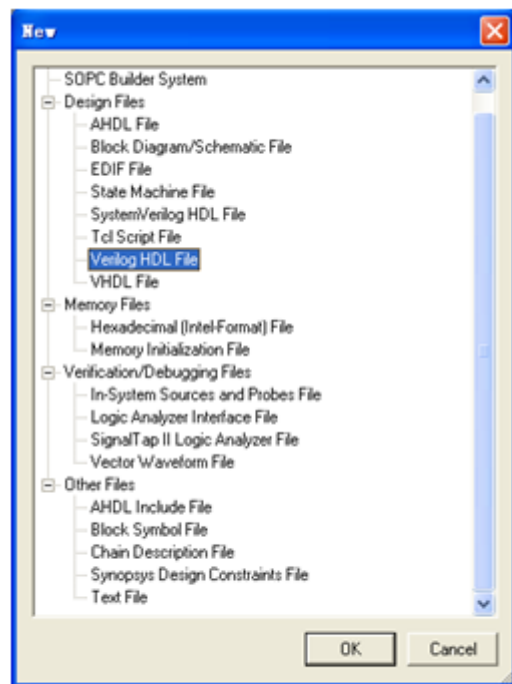 New
SOPC Builder System
Design Files
AHDL File
Block Diagram/Schematic File
EDIF File
State Machine File
SystemVerilog HDL File
Tcl Script File
Verilog HDL File
VHDL File
Memory Files
Hexadecimal (Intel-Format) File
Memory Initialization File
Verification/Debugging Files
In-System Sources and Probes File
Logic Analyzer Interface File
SignalTap II Logic Analyzer File
Vector Waveform File
Other Files
AHDL Include File
Block Symbol File
Chain Description File
Synopsys Design Constraints File
Text File
OK Cancel